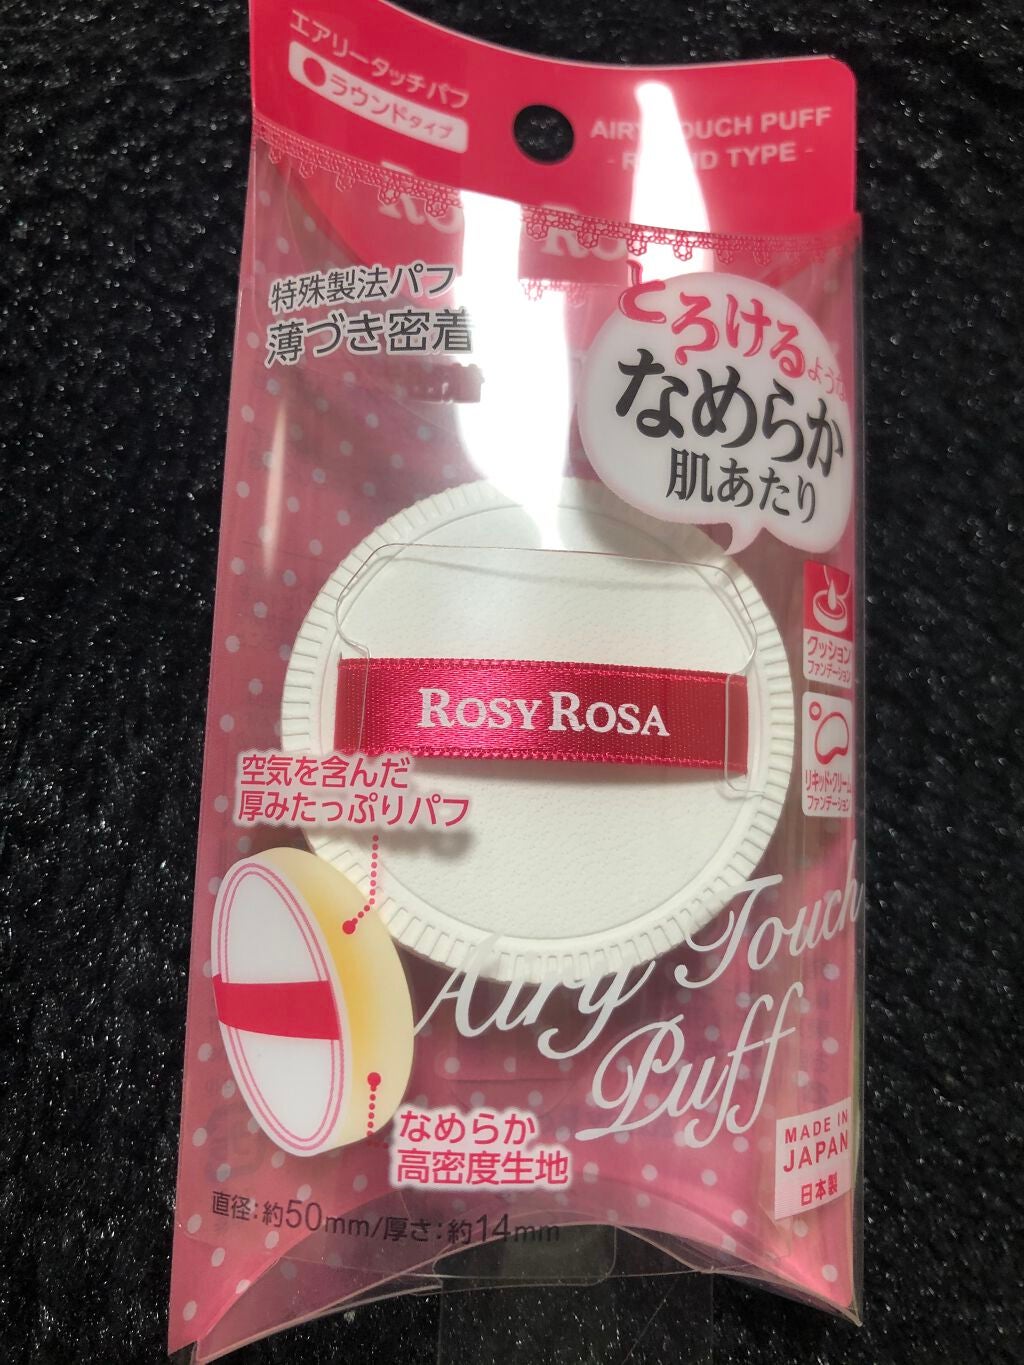 エアリータッチパフ
ラウンドタイプ
TOUCH PUFF
TYPE -
特殊製法パフ
薄づき密着
とろけるような
なめらか
肌あたり
クッション
ファンデーション
リキッド・クリーム
ファンデーション
ROSY ROSA
空気を含んだ
厚みたっぷりパフ
Airy Touch
Puff
なめらか
高密度生地
MADE IN
JAPAN
日本製
直径:約50mm/厚さ:約14mm